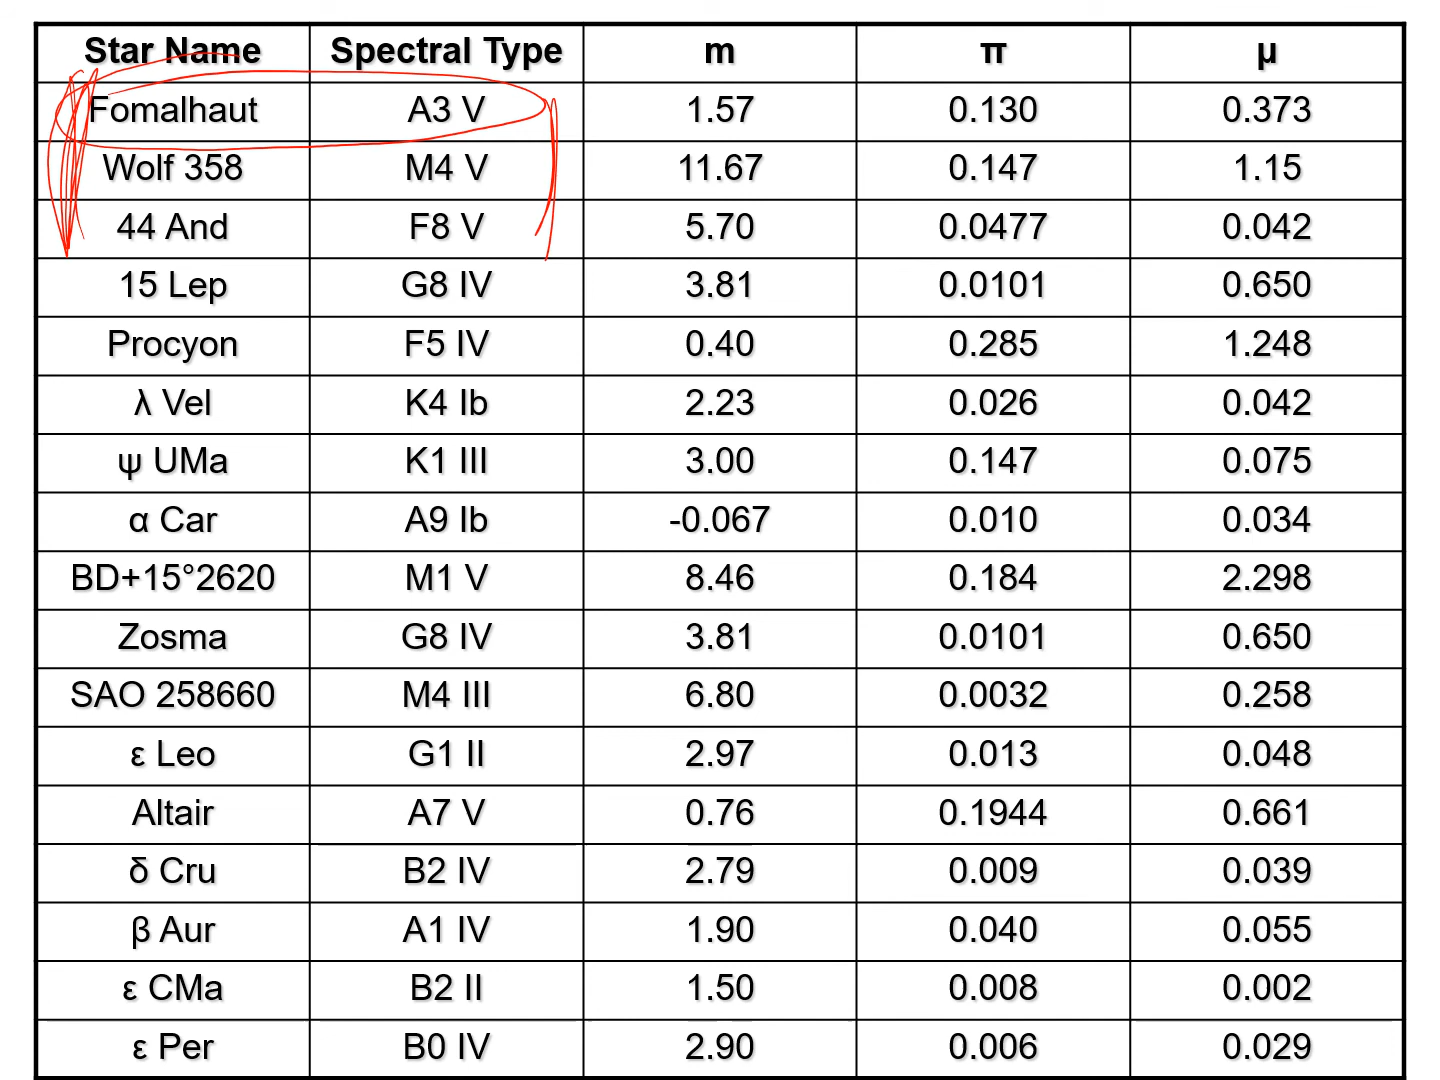 Star Name Spectral Type m π μ
Fomalhaut A3 V 1.57 0.130 0.373
Wolf 358 M4 V 11.67 0.147 1.15
44 And F8 V 5.70 0.0477 0.042
15 Lep G8 IV 3.81 0.0101 0.650
Procyon F5 IV 0.40 0.285 1.248
λ Vel K4 Ib 2.23 0.026 0.042
ψ UMa K1 III 3.00 0.147 0.075
α Car A9 Ib -0.067 0.010 0.034
BD+15°2620 M1 V 8.46 0.184 2.298
Zosma G8 IV 3.81 0.0101 0.650
SAO 258660 M4 III 6.80 0.0032 0.258
ε Leo G1 II 2.97 0.013 0.048
Altair A7 V 0.76 0.1944 0.661
δ Cru B2 IV 2.79 0.009 0.039
β Aur A1 IV 1.90 0.040 0.055
ε CMa B2 II 1.50 0.008 0.002
ε Per B0 IV 2.90 0.006 0.029